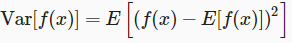 Var[f(x)] = E[(f(x) − E[f(x)])²]